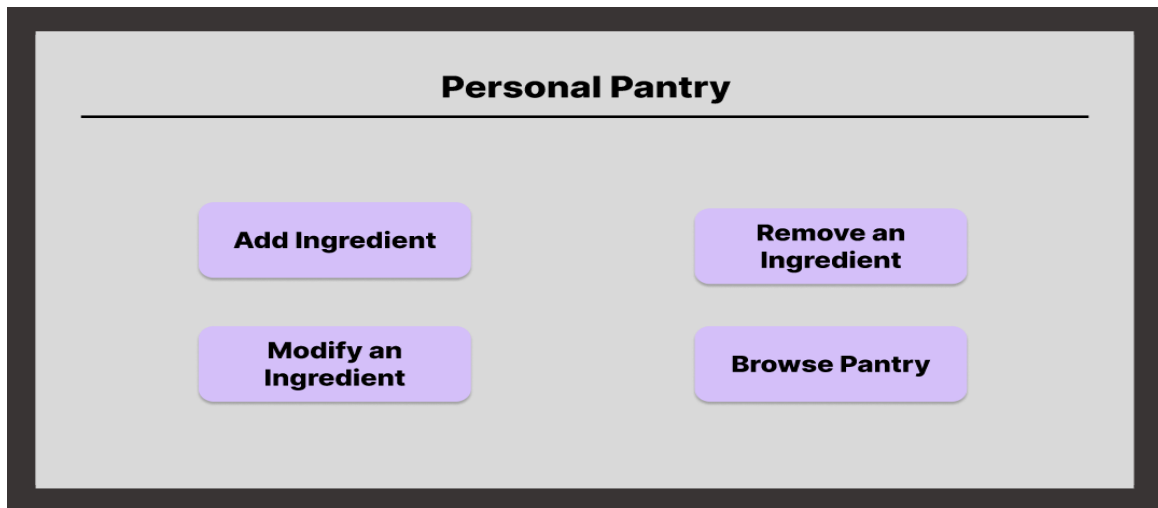 Personal Pantry
Add Ingredient
Remove an
Ingredient
Modify an
Ingredient
Browse Pantry